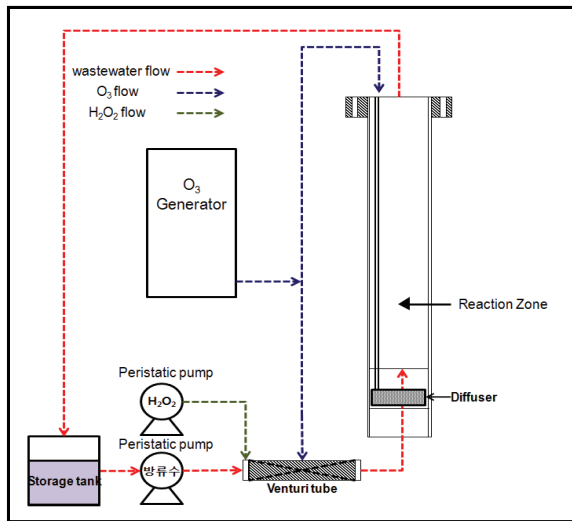 wastewater flow
O₃ flow
H₂O₂ flow
O₃
Generator
Reaction Zone
Peristatic pump
H₂O₂
Diffuser
Peristatic pump
방류수
Storage tank
Venturi tube